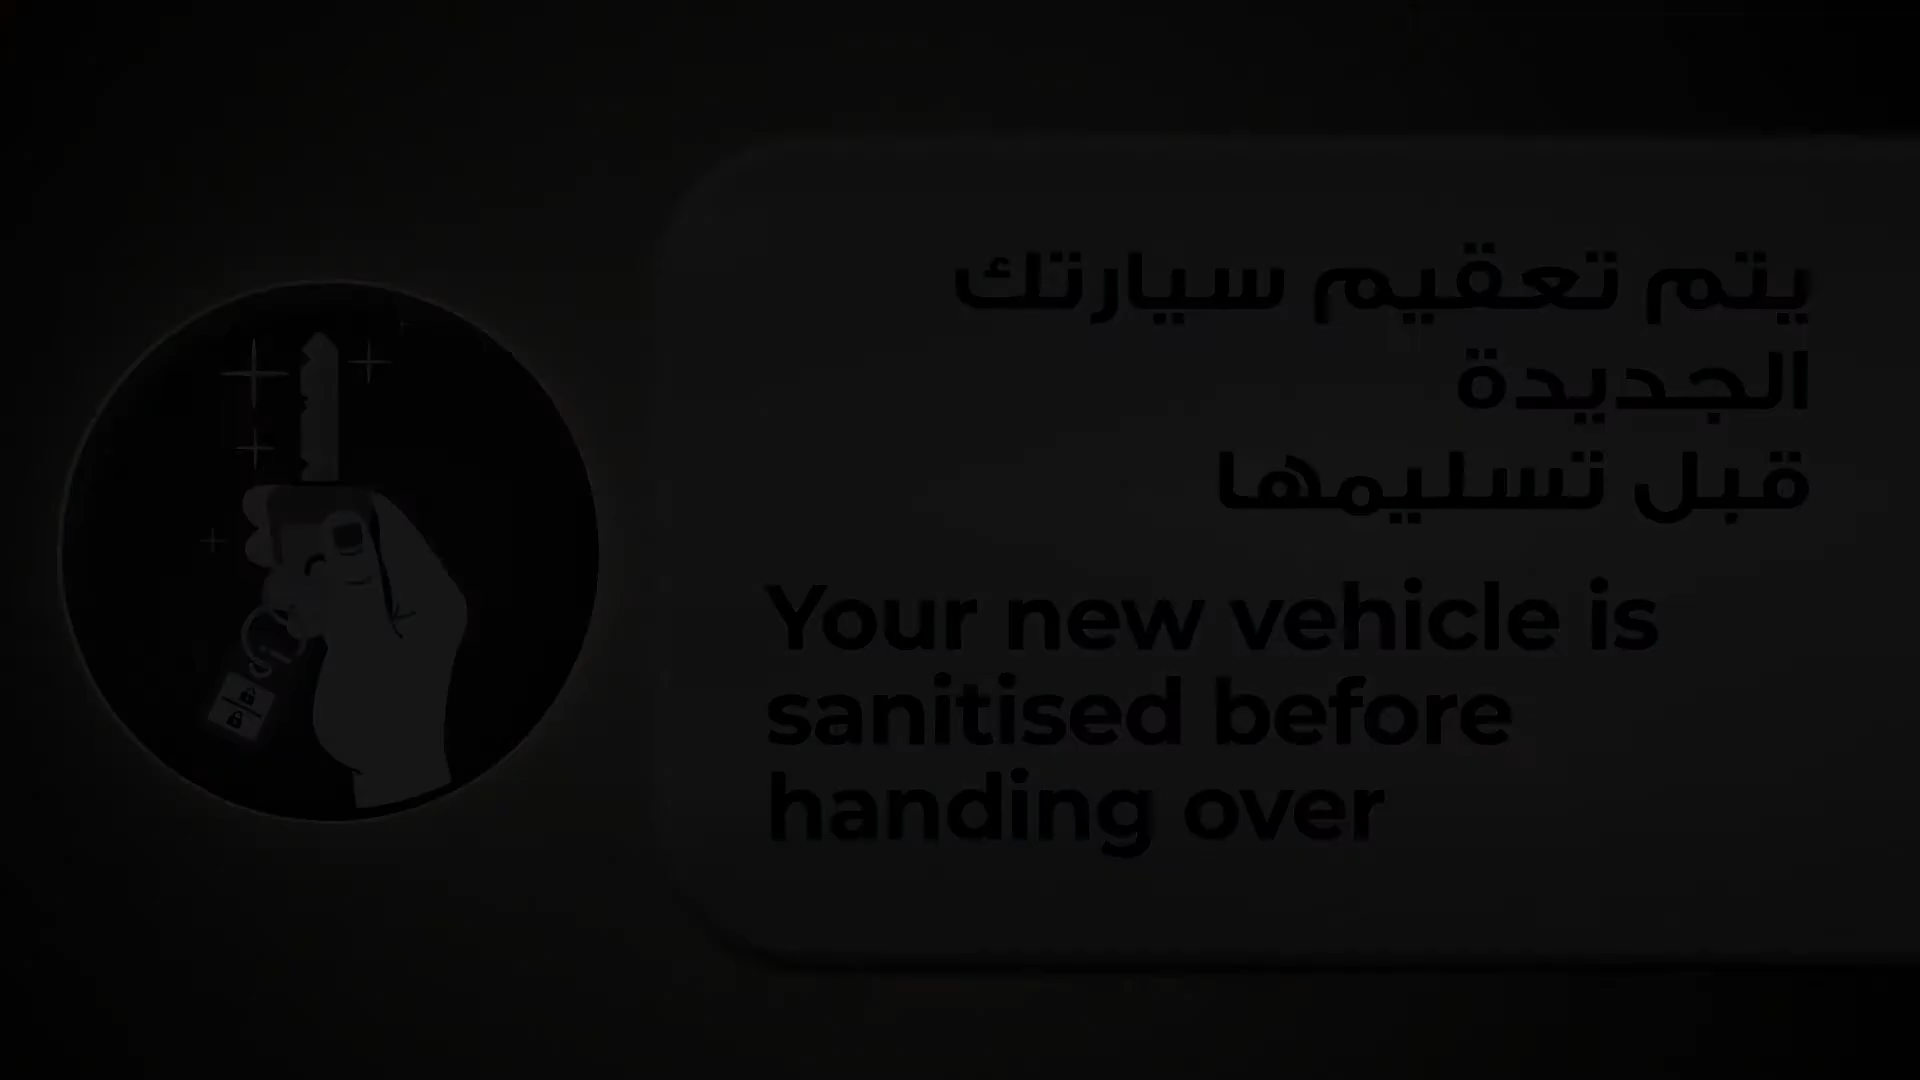 يتم تعقيم سيارتك
الجديدة
قبل تسليمها
Your new vehicle is
sanitised before
handing over